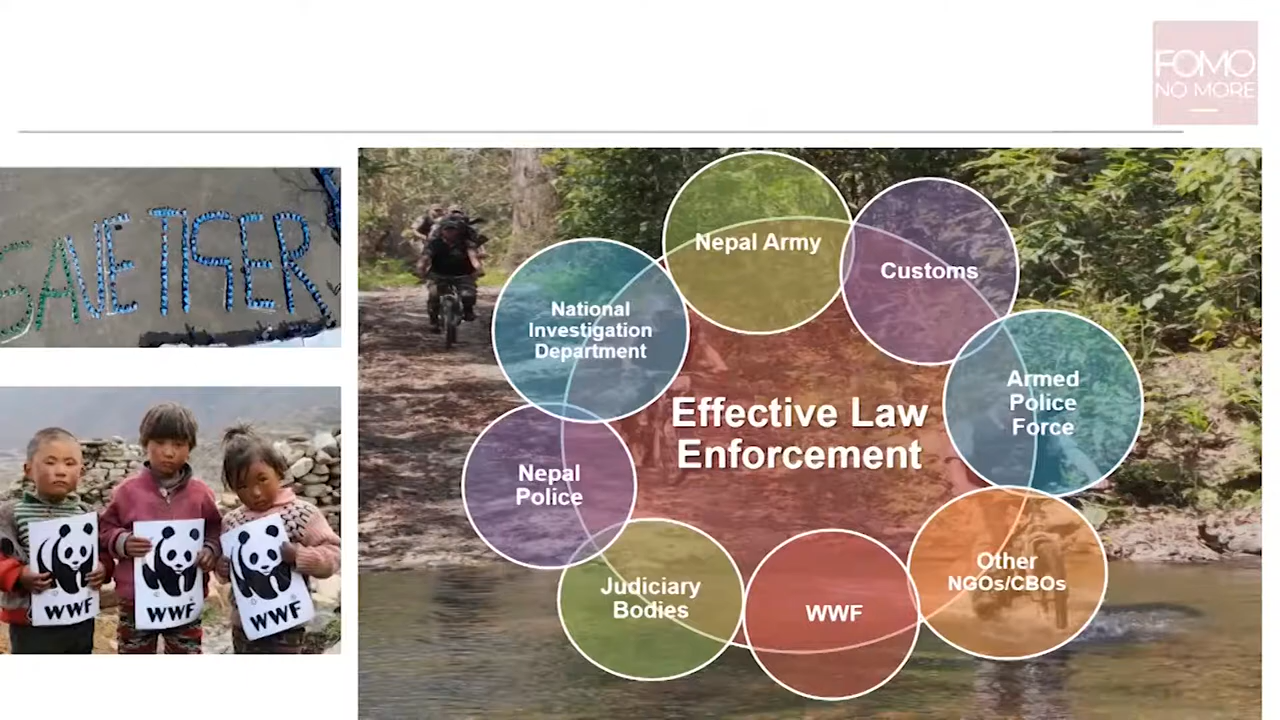 FOMO
NO MORE
SAVE TIGER
WWF
WWF
WWF
Effective Law
Enforcement
Nepal Army
Customs
Armed
Police
Force
Other
NGOs/CBOs
WWF
Judiciary
Bodies
Nepal
Police
National
Investigation
Department